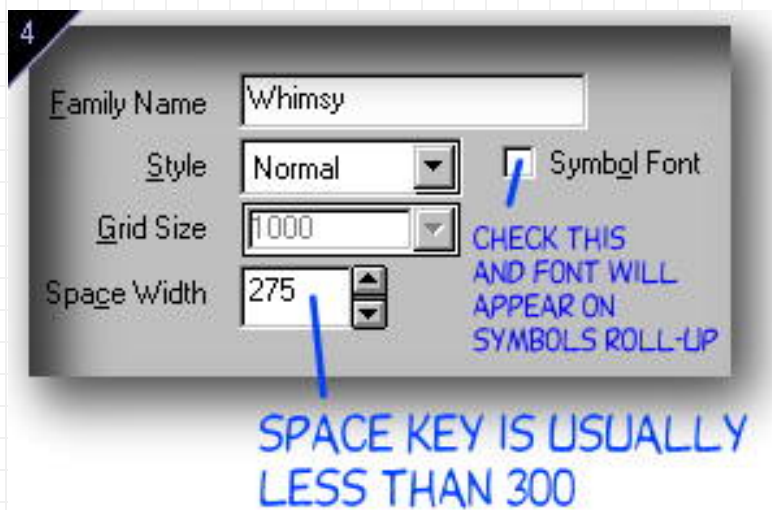 4
Family Name Whimsy
Style Normal Symbol Font
Grid Size 1000
CHECK THIS
AND FONT WILL
APPEAR ON
SYMBOLS ROLL-UP
Space Width 275
SPACE KEY IS USUALLY
LESS THAN 300